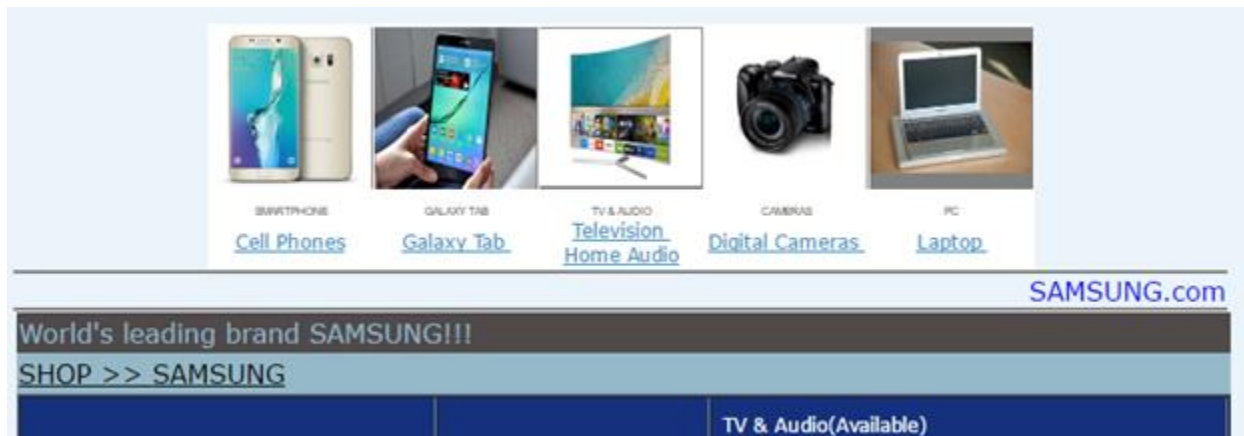 SMARTPHONE GALAXY TAB TV & AUDIO CAMERAS PC
Cell Phones Galaxy Tab Television Home Audio Digital Cameras Laptop
SAMSUNG.com
World's leading brand SAMSUNG!!!
SHOP >> SAMSUNG
TV & Audio(Available)